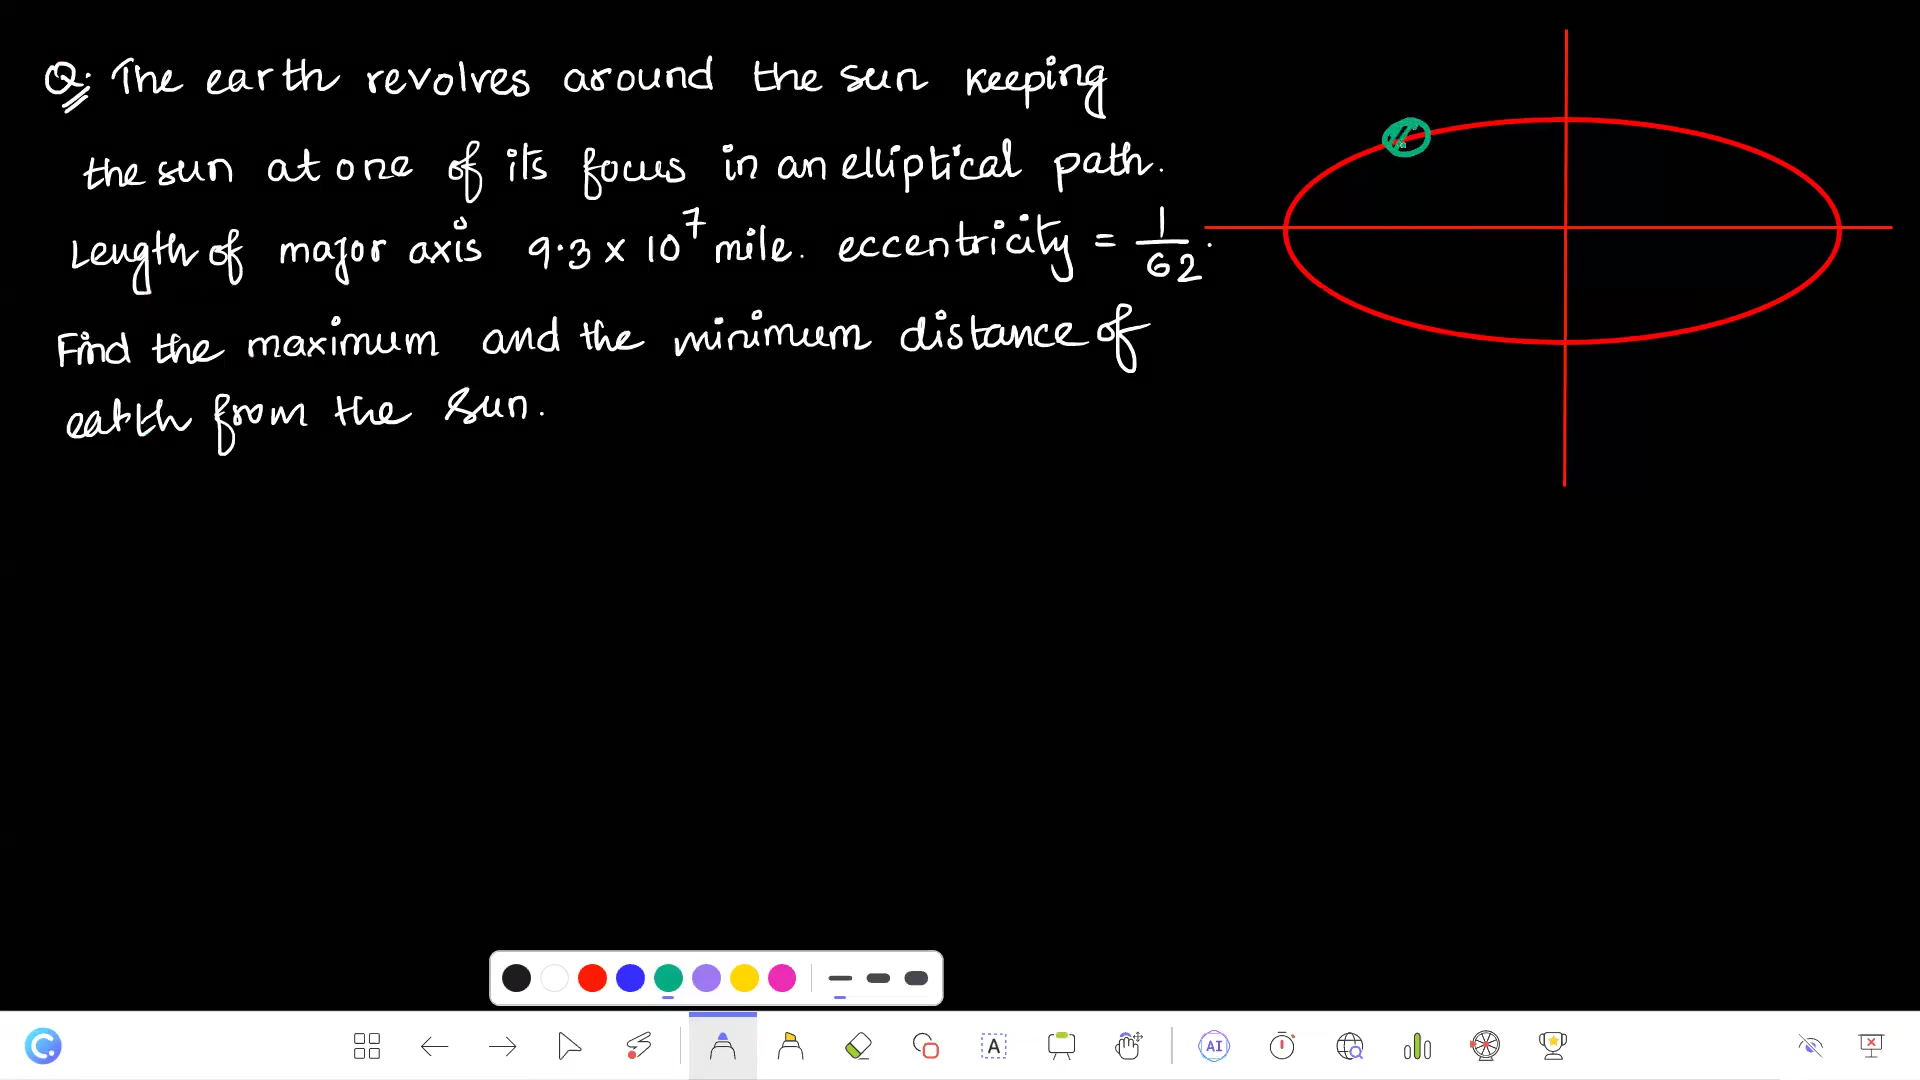 Q: The earth revolves around the sun keeping
the sun at one of its focus in an elliptical path.
Length of major axis 9.3 x 10⁷ mile. eccentricity = 1/62.
Find the maximum and the minimum distance of
earth from the sun.
A
AI